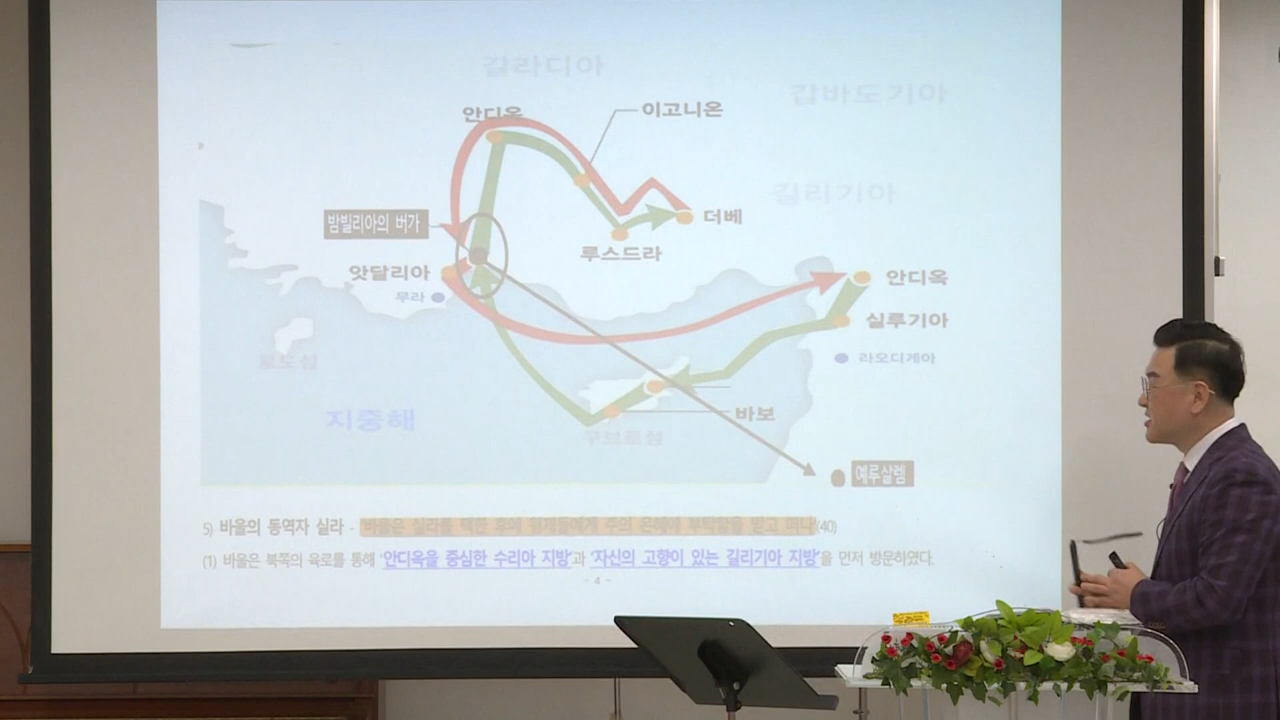 갈라디아
갑바도기아
안디옥
이고니온
길리기아
밤빌리아의 버가
더베
루스드라
앗달리아
안디옥
무라
실루기아
라오디게아
로도섬
지중해
바보
구브로섬
예루살렘
5) 바울의 동역자 실라 - 바울은 실라를 택한 후에 형제들에게 주의 은혜에 부탁함을 받고 떠나(40)
(1) 바울은 북쪽의 육로를 통해 '안디옥을 중심한 수리아 지방'과 '자신의 고향이 있는 길리기아 지방'을 먼저 방문하였다.
- 4 -